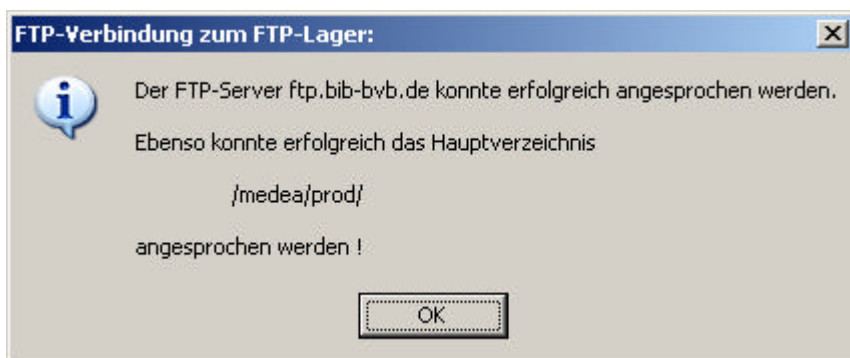 FTP-Verbindung zum FTP-Lager:
Der FTP-Server ftp.bib-bvb.de konnte erfolgreich angesprochen werden.
Ebenso konnte erfolgreich das Hauptverzeichnis
/medea/prod/
angesprochen werden !
OK